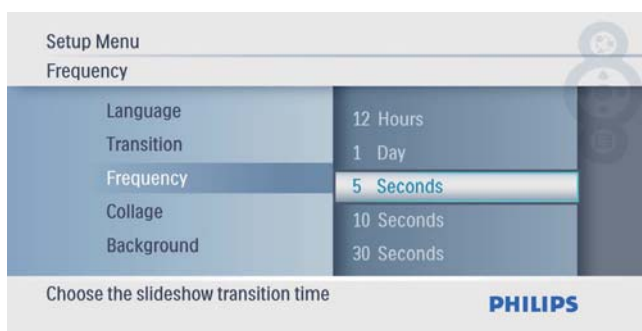 Setup Menu
Frequency
Language
Transition
Frequency
Collage
Background
12 Hours
1 Day
5 Seconds
10 Seconds
30 Seconds
Choose the slideshow transition time
PHILIPS